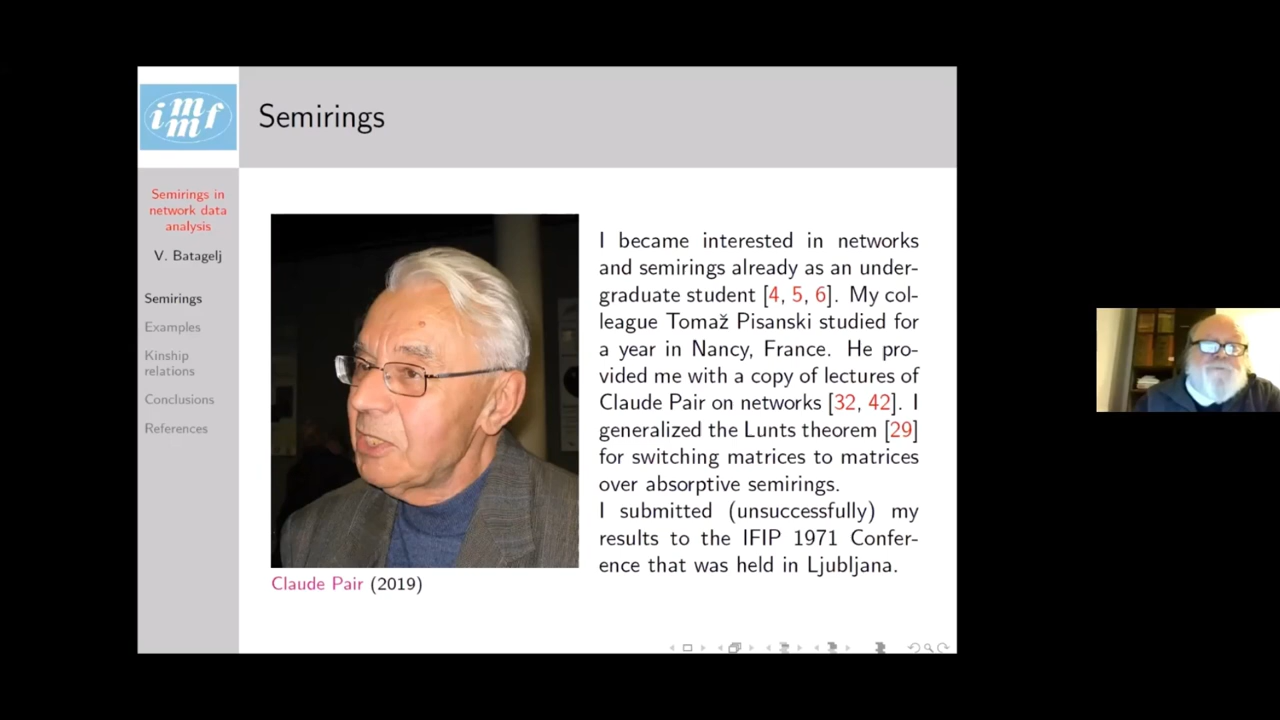 immf
Semirings
Semirings in
network data
analysis
V. Batagelj
Semirings
Examples
Kinship
relations
Conclusions
References
I became interested in networks
and semirings already as an under-
graduate student [4, 5, 6]. My col-
league Tomaž Pisanski studied for
a year in Nancy, France. He pro-
vided me with a copy of lectures of
Claude Pair on networks [32, 42]. I
generalized the Lunts theorem [29]
for switching matrices to matrices
over absorptive semirings.
I submitted (unsuccessfully) my
results to the IFIP 1971 Confer-
ence that was held in Ljubljana.
Claude Pair (2019)